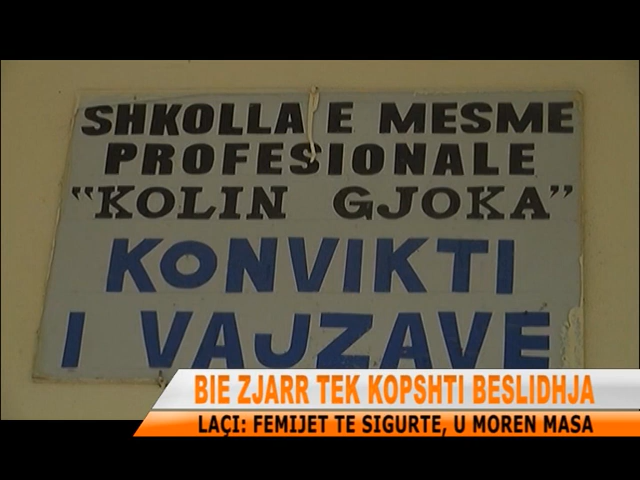 SHKOLLA E MESME
PROFESIONALE
"KOLIN GJOKA"
KONVIKTI
I VAJZAVE
BIE ZJARR TEK KOPSHTI BESLIDHJA
LAÇI: FEMIJET TE SIGURTE, U MOREN MASA